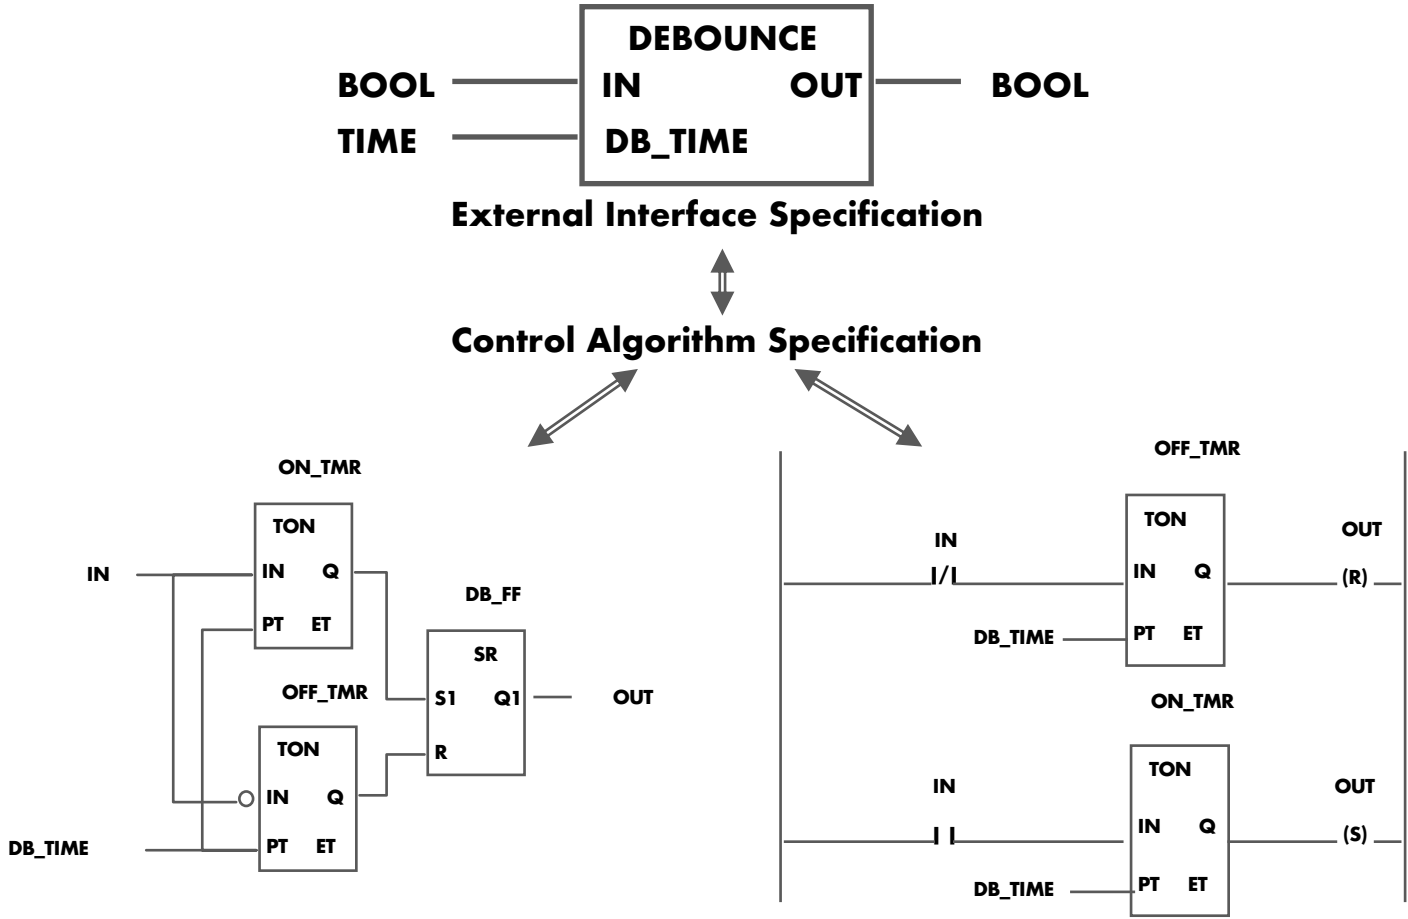 DEBOUNCE
BOOL IN OUT BOOL
TIME DB_TIME
External Interface Specification
Control Algorithm Specification
ON_TMR
TON
IN IN Q
PT ET
DB_FF
SR
S1 Q1 OUT
R
OFF_TMR
TON
IN Q
DB_TIME PT ET
OFF_TMR
TON
IN OUT
I/I IN Q (R)
DB_TIME PT ET
ON_TMR
TON
IN OUT
I I IN Q (S)
DB_TIME PT ET